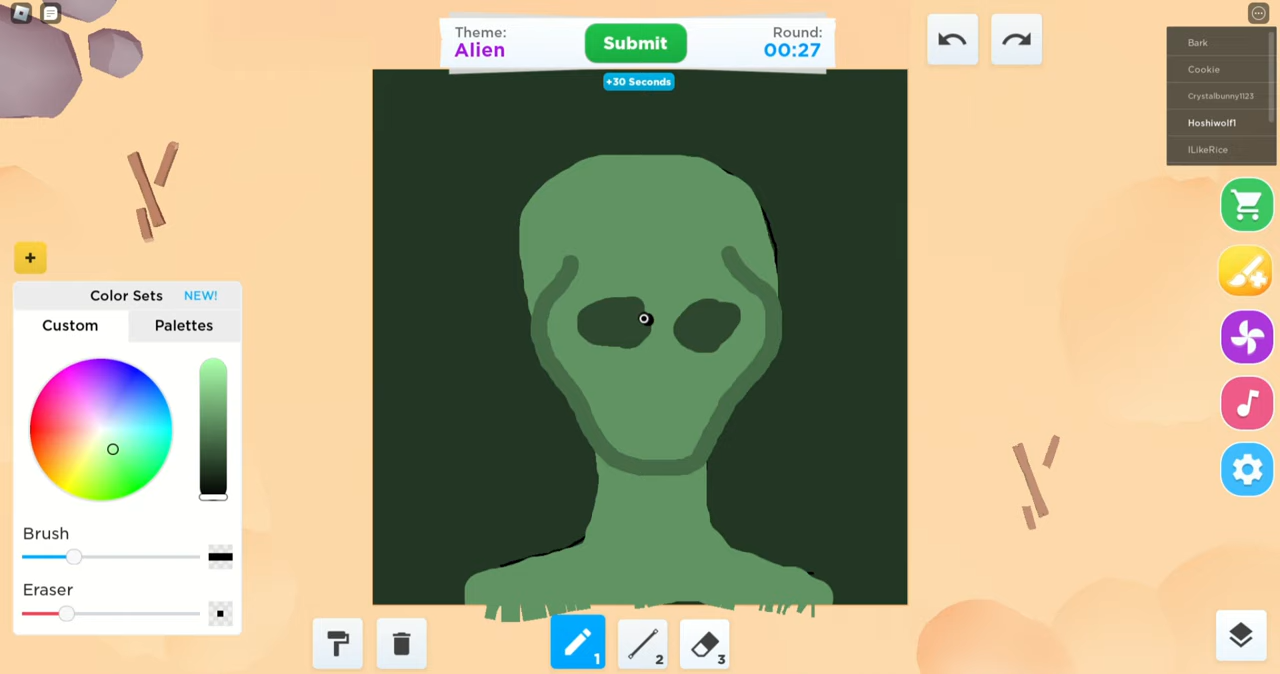 Theme:
Alien
Submit
Round:
00:27
+30 Seconds
Bark
Cookie
Crystalbunny1123
Hoshiwolf1
ILikeRice
+
Color Sets NEW!
Custom Palettes
Brush
Eraser
1
2
3